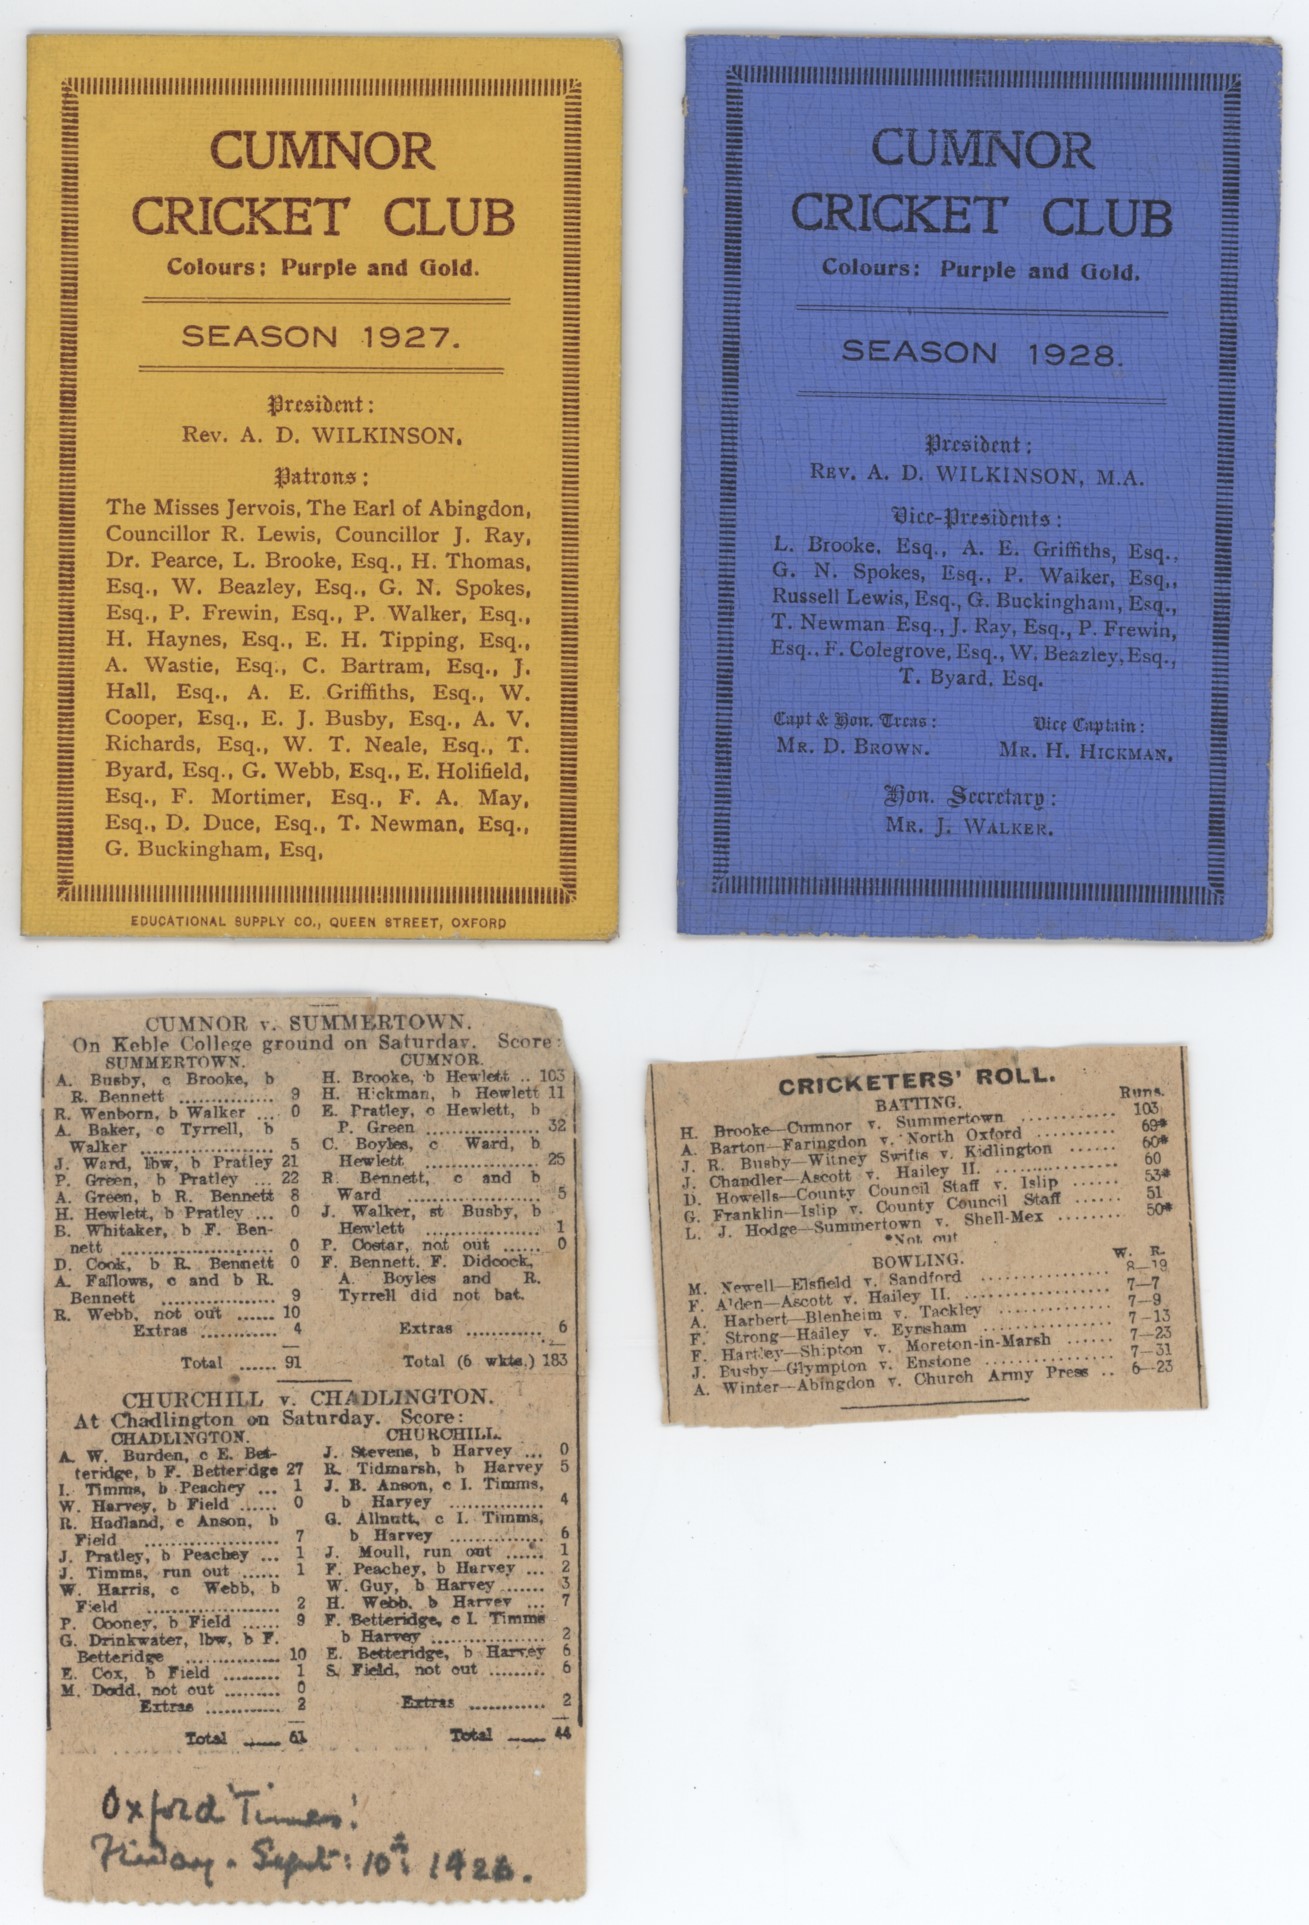 CUMNOR
CRICKET CLUB
Colours: Purple and Gold.
SEASON 1927.
President:
Rev. A. D. WILKINSON.
Patrons:
The Misses Jervois, The Earl of Abingdon,
Councillor R. Lewis, Councillor J. Ray,
Dr. Pearce, L. Brooke, Esq., H. Thomas,
Esq., W. Beazley, Esq., G. N. Spokes,
Esq., P. Frewin, Esq., P. Walker, Esq.,
H. Haynes, Esq., E. H. Tipping, Esq.,
A. Wastie, Esq., C. Bartram, Esq., J.
Hall, Esq., A. E. Griffiths, Esq., W.
Cooper, Esq., E. J. Busby, Esq., A. V.
Richards, Esq., W. T. Neale, Esq., T.
Byard, Esq., G. Webb, Esq., E. Holifield,
Esq., F. Mortimer, Esq., F. A. May,
Esq., D. Duce, Esq., T. Newman, Esq.,
G. Buckingham, Esq.
EDUCATIONAL SUPPLY CO., QUEEN STREET, OXFORD
CUMNOR
CRICKET CLUB
Colours: Purple and Gold.
SEASON 1928.
President:
REV. A. D. WILKINSON, M.A.
Vice-Presidents:
L. Brooke, Esq., A. E. Griffiths, Esq.,
G. N. Spokes, Esq., P. Walker, Esq.,
Russell Lewis, Esq., G. Buckingham, Esq.,
T. Newman Esq., J. Ray, Esq., P. Frewin,
Esq., F. Colegrove, Esq., W. Beazley, Esq.,
T. Byard, Esq.
Capt & Hon. Treas: Vice Captain:
MR. D. BROWN. MR. H. HICKMAN.
Hon. Secretary:
MR. J. WALKER.
CUMNOR v. SUMMERTOWN.
On Keble College ground on Saturday. Score:
SUMMERTOWN.
A. Busby, c Brooke, b
R. Bennett ............... 9
R. Wenborn, b Walker ... 0
A. Baker, c Tyrrell, b
Walker ..................... 5
J. Ward, lbw, b Pratley 21
P. Green, b Pratley ... 22
A. Green, b R. Bennett 8
H. Hewlett, b Pratley ... 0
B. Whitaker, b F. Ben-
nett ........................ 0
D. Cook, b R. Bennett 0
A. Fallows, c and b R.
Bennett .................. 9
R. Webb, not out ...... 10
Extras ............ 4
Total ...... 91
CUMNOR.
H. Brooke, b Hewlett .. 103
H. Hickman, b Hewlett 11
E. Pratley, c Hewlett, b
P. Green .................. 32
C. Boyles, c Ward, b
Hewlett .................. 25
R. Bennett, c and b
Ward ..................... 5
J. Walker, st Busby, b
Hewlett .................. 1
P. Costar, not out ...... 0
F. Bennett, F. Didcock,
A. Boyles and R.
Tyrrell did not bat.
Extras ............ 6
Total (6 wkts.) 183
CHURCHILL v. CHADLINGTON.
At Chadlington on Saturday. Score:
CHADLINGTON.
A. W. Burden, c E. Bet-
teridge, b F. Betteridge 27
I. Timms, b Peachey ... 1
W. Harvey, b Field ...... 0
R. Hadland, c Anson, b
Field ..................... 7
J. Pratley, b Peachey ... 1
J. Timms, run out ...... 1
W. Harris, c Webb, b
Field ..................... 2
P. Cooney, b Field ...... 9
G. Drinkwater, lbw, b F.
Betteridge ............... 10
E. Cox, b Field ......... 1
M. Dodd, not out ......... 0
Extras ............ 2
Total ...... 61
CHURCHILL.
J. Stevens, b Harvey ... 0
R. Tidmarsh, b Harvey 5
J. B. Anson, c I. Timms,
b Harvey ............... 4
G. Allnutt, c I. Timms,
b Harvey ............... 6
J. Moull, run out ...... 1
F. Peachey, b Harvey ... 2
W. Guy, b Harvey ....... 3
H. Webb, b Harvey ... 7
F. Betteridge, c I. Timms
b Harvey .................. 2
E. Betteridge, b Harvey 6
S. Field, not out ......... 6
Extras ............ 2
Total ...... 44
Oxford 'Times'.
Friday. Sept: 10th: 1926.
CRICKETERS' ROLL.
BATTING. Runs.
H. Brooke—Cumnor v. Summertown ............ 103
A. Barton—Faringdon v. North Oxford .......... 69*
J. R. Busby—Witney Swifts v. Kidlington ...... 60*
J. Chandler—Ascott v. Hailey II. ............... 60
D. Howells—County Council Staff v. Islip ...... 53*
G. Franklin—Islip v. County Council Staff ...... 51
L. J. Hodge—Summertown v. Shell-Mex ........ 50*
*Not out
BOWLING. W. R.
M. Newell—Elsfield v. Sandford ................ 8—19
F. Alden—Ascott v. Hailey II. .................. 7—7
A. Harbert—Blenheim v. Tackley ............... 7—9
F. Strong—Hailey v. Eynsham .................. 7—13
F. Hartley—Shipton v. Moreton-in-Marsh ...... 7—23
J. Busby—Glympton v. Enstone ................. 7—31
A. Winter—Abingdon v. Church Army Press .. 6—23